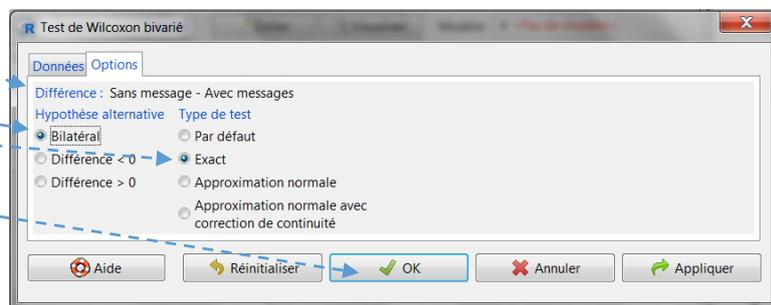 R Test de Wilcoxon bivarié
Données Options
Différence : Sans message - Avec messages
Hypothèse alternative Type de test
Bilatéral Par défaut
Différence < 0 Exact
Différence > 0 Approximation normale
Approximation normale avec
correction de continuité
Aide Réinitialiser OK Annuler Appliquer